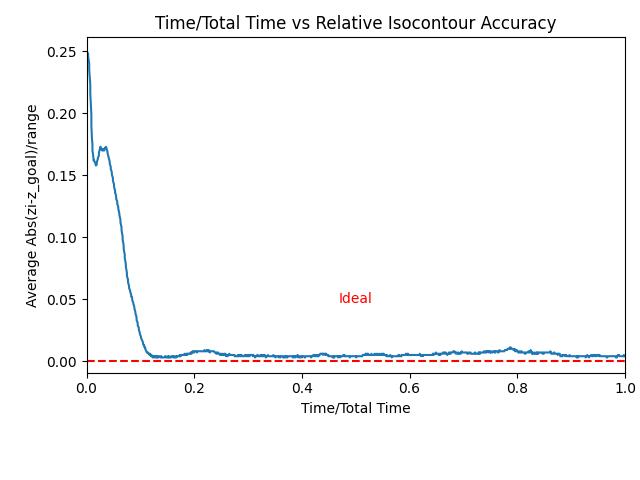 Time/Total Time vs Relative Isocontour Accuracy
Average Abs(zi-z_goal)/range
0.25
0.20
0.15
0.10
0.05
0.00
Ideal
0.0 0.2 0.4 0.6 0.8 1.0
Time/Total Time